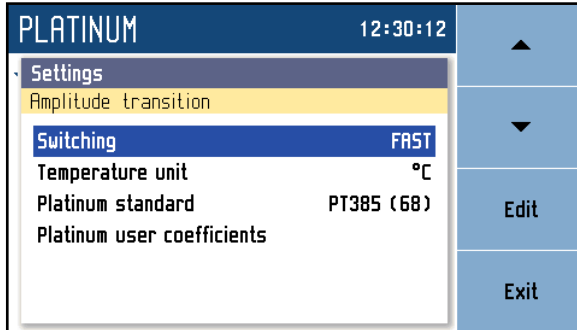 PLATINUM 12:30:12
Settings
Amplitude transition
Switching FAST
Temperature unit °C
Platinum standard PT385 (68)
Platinum user coefficients
Edit
Exit